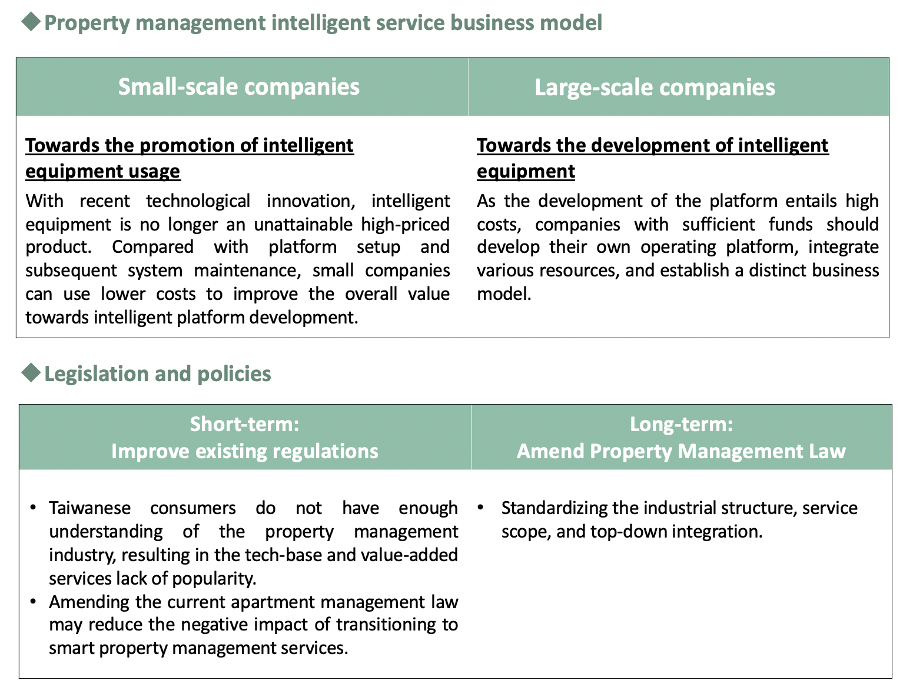 ◆Property management intelligent service business model
Small-scale companies
Large-scale companies
Towards the promotion of intelligent
equipment usage
With recent technological innovation, intelligent
equipment is no longer an unattainable high-priced
product. Compared with platform setup and
subsequent system maintenance, small companies
can use lower costs to improve the overall value
towards intelligent platform development.
Towards the development of intelligent
equipment
As the development of the platform entails high
costs, companies with sufficient funds should
develop their own operating platform, integrate
various resources, and establish a distinct business
model.
◆Legislation and policies
Short-term:
Improve existing regulations
Long-term:
Amend Property Management Law
• Taiwanese consumers do not have enough
understanding of the property management
industry, resulting in the tech-base and value-added
services lack of popularity.
• Amending the current apartment management law
may reduce the negative impact of transitioning to
smart property management services.
• Standardizing the industrial structure, service
scope, and top-down integration.